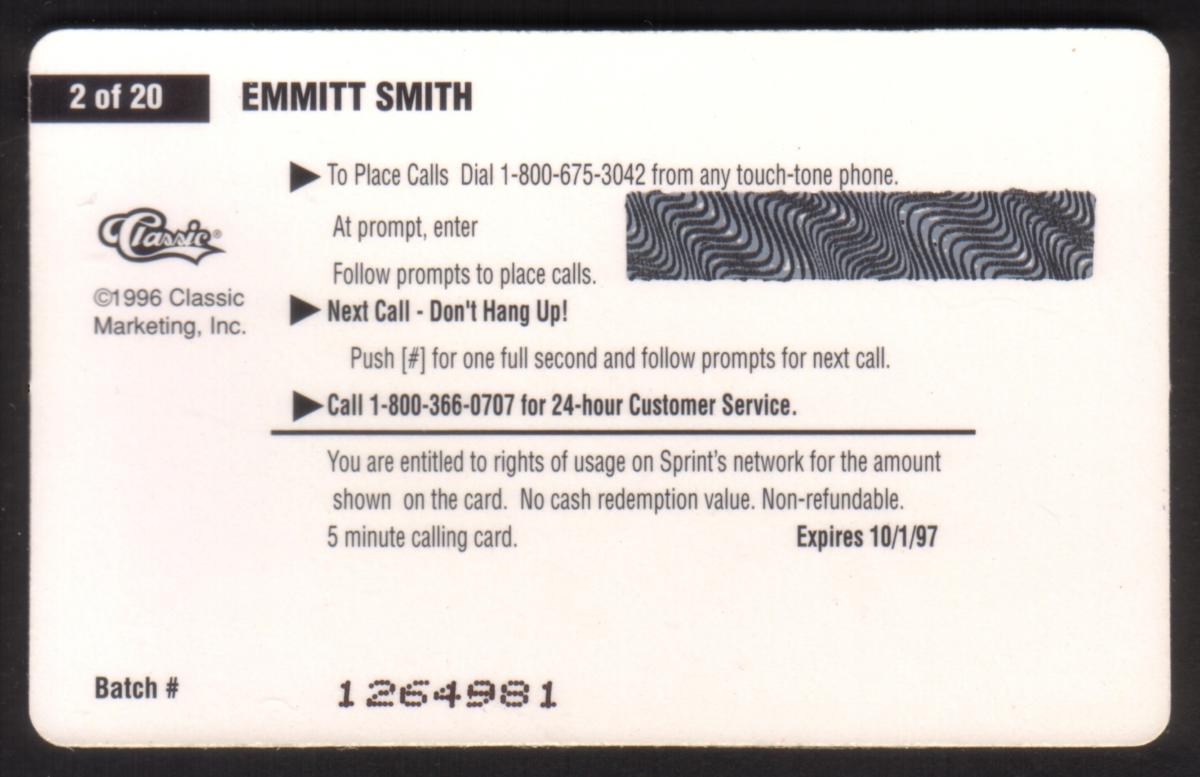 2 of 20 EMMITT SMITH
To Place Calls Dial 1-800-675-3042 from any touch-tone phone.
At prompt, enter
Follow prompts to place calls.
Classic®
©1996 Classic
Marketing, Inc.
Next Call - Don't Hang Up!
Push [#] for one full second and follow prompts for next call.
Call 1-800-366-0707 for 24-hour Customer Service.
You are entitled to rights of usage on Sprint's network for the amount
shown on the card. No cash redemption value. Non-refundable.
5 minute calling card. Expires 10/1/97
Batch # 1264981